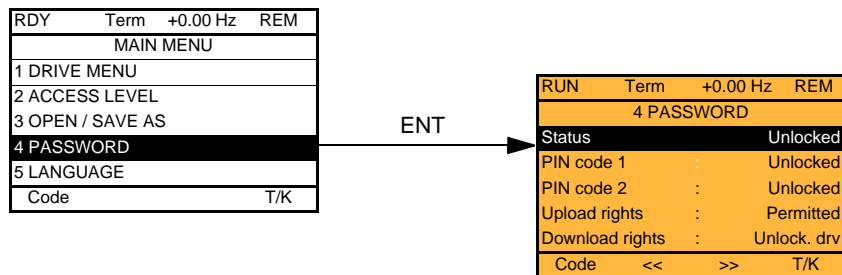 RDY Term +0.00 Hz REM
MAIN MENU
1 DRIVE MENU
2 ACCESS LEVEL
3 OPEN / SAVE AS
4 PASSWORD
5 LANGUAGE
Code T/K
ENT
RUN Term +0.00 Hz REM
4 PASSWORD
Status Unlocked
PIN code 1 : Unlocked
PIN code 2 : Unlocked
Upload rights : Permitted
Download rights : Unlock. drv
Code << >> T/K